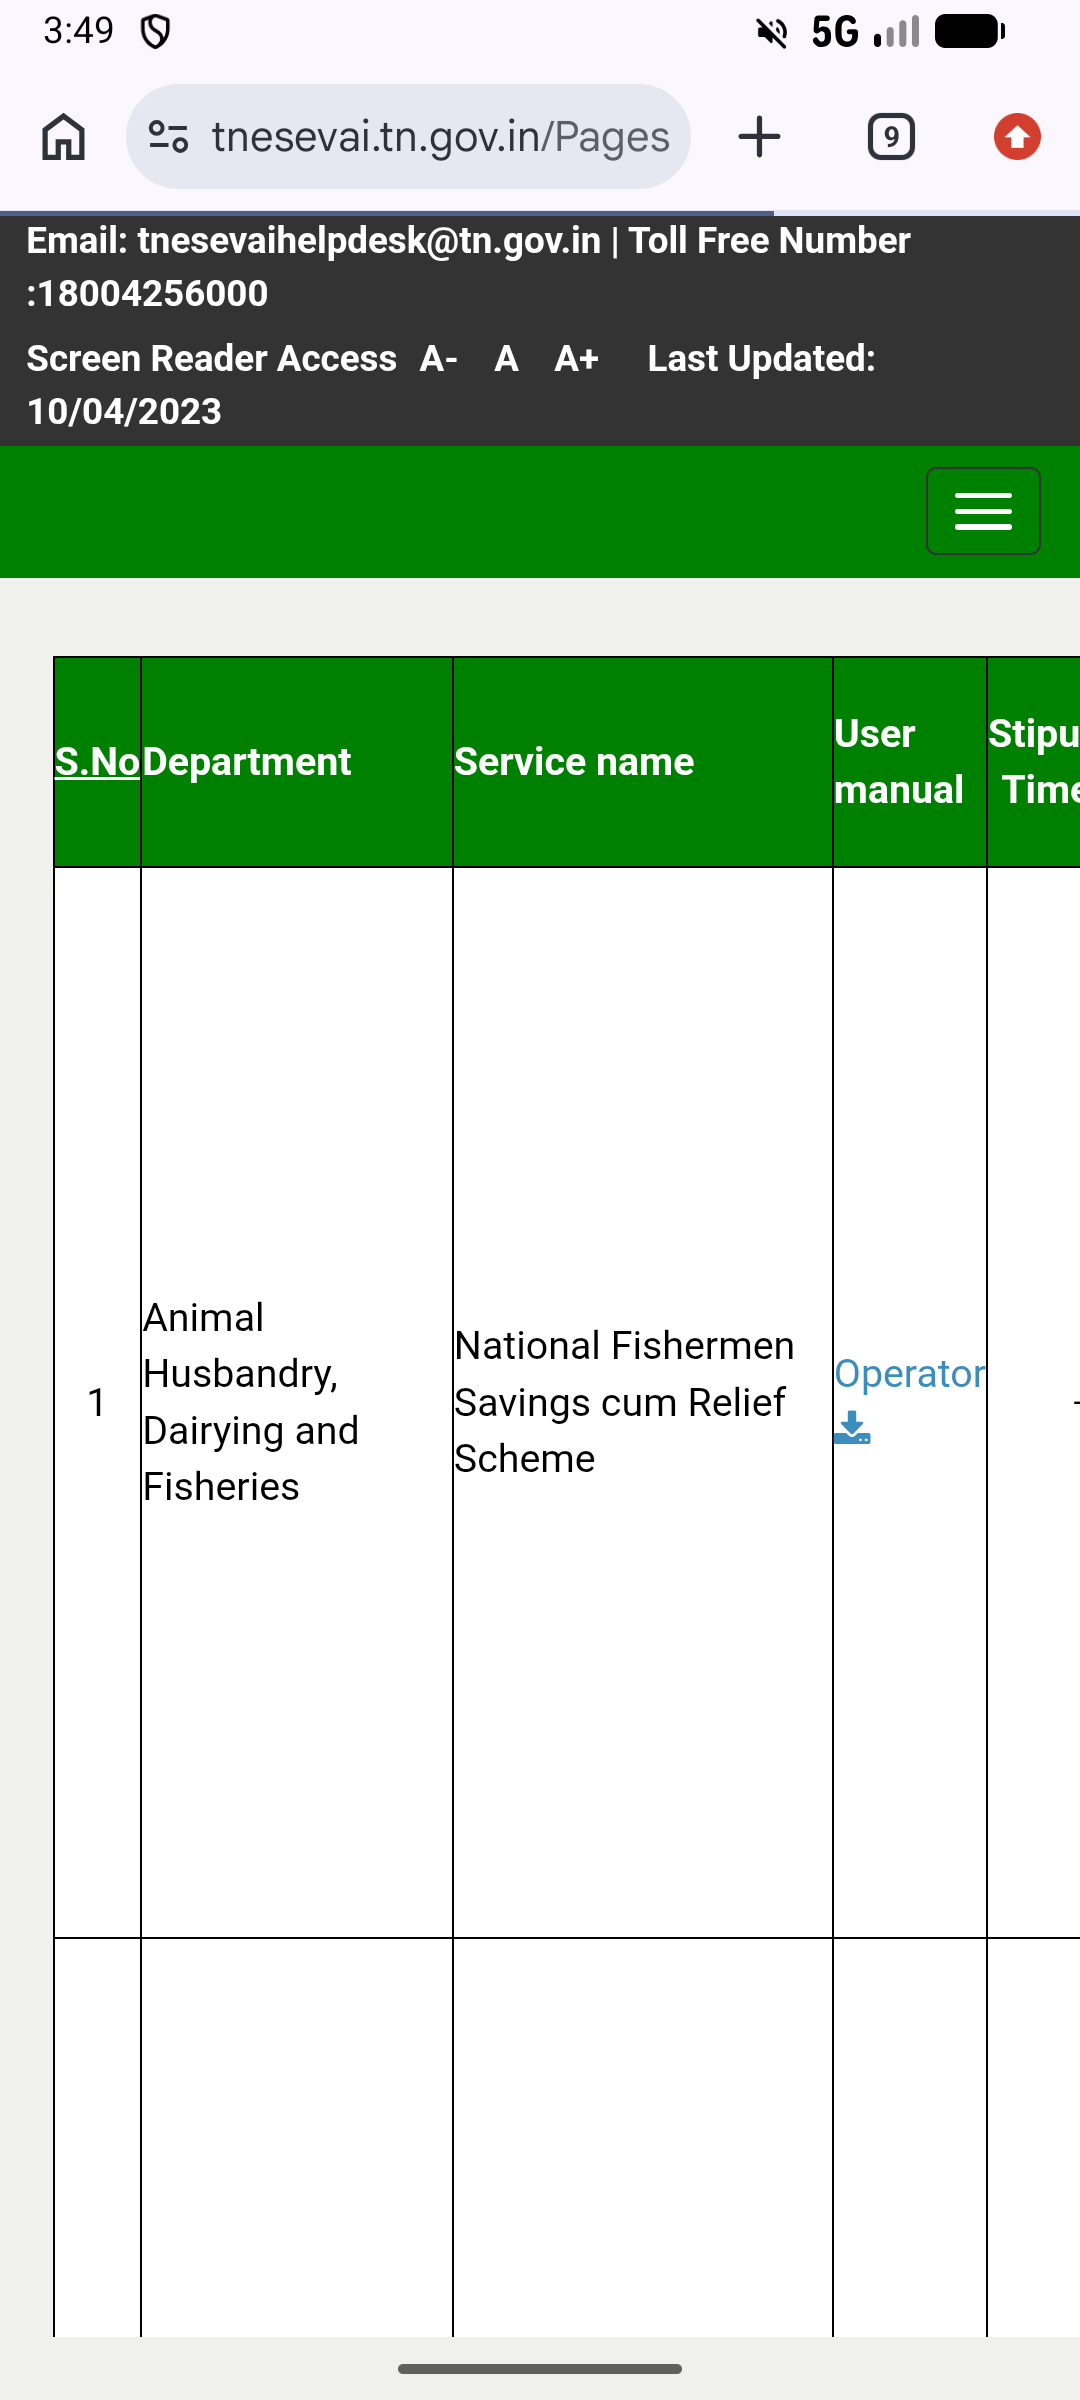 3:49
5G
tnesevai.tn.gov.in/Pages
9
Email: tnesevaihelpdesk@tn.gov.in | Toll Free Number
:18004256000
Screen Reader Access A- A A+ Last Updated:
10/04/2023
S.No
Department
Service name
User
manual
Stipu
Time
1
Animal
Husbandry,
Dairying and
Fisheries
National Fishermen
Savings cum Relief
Scheme
Operator